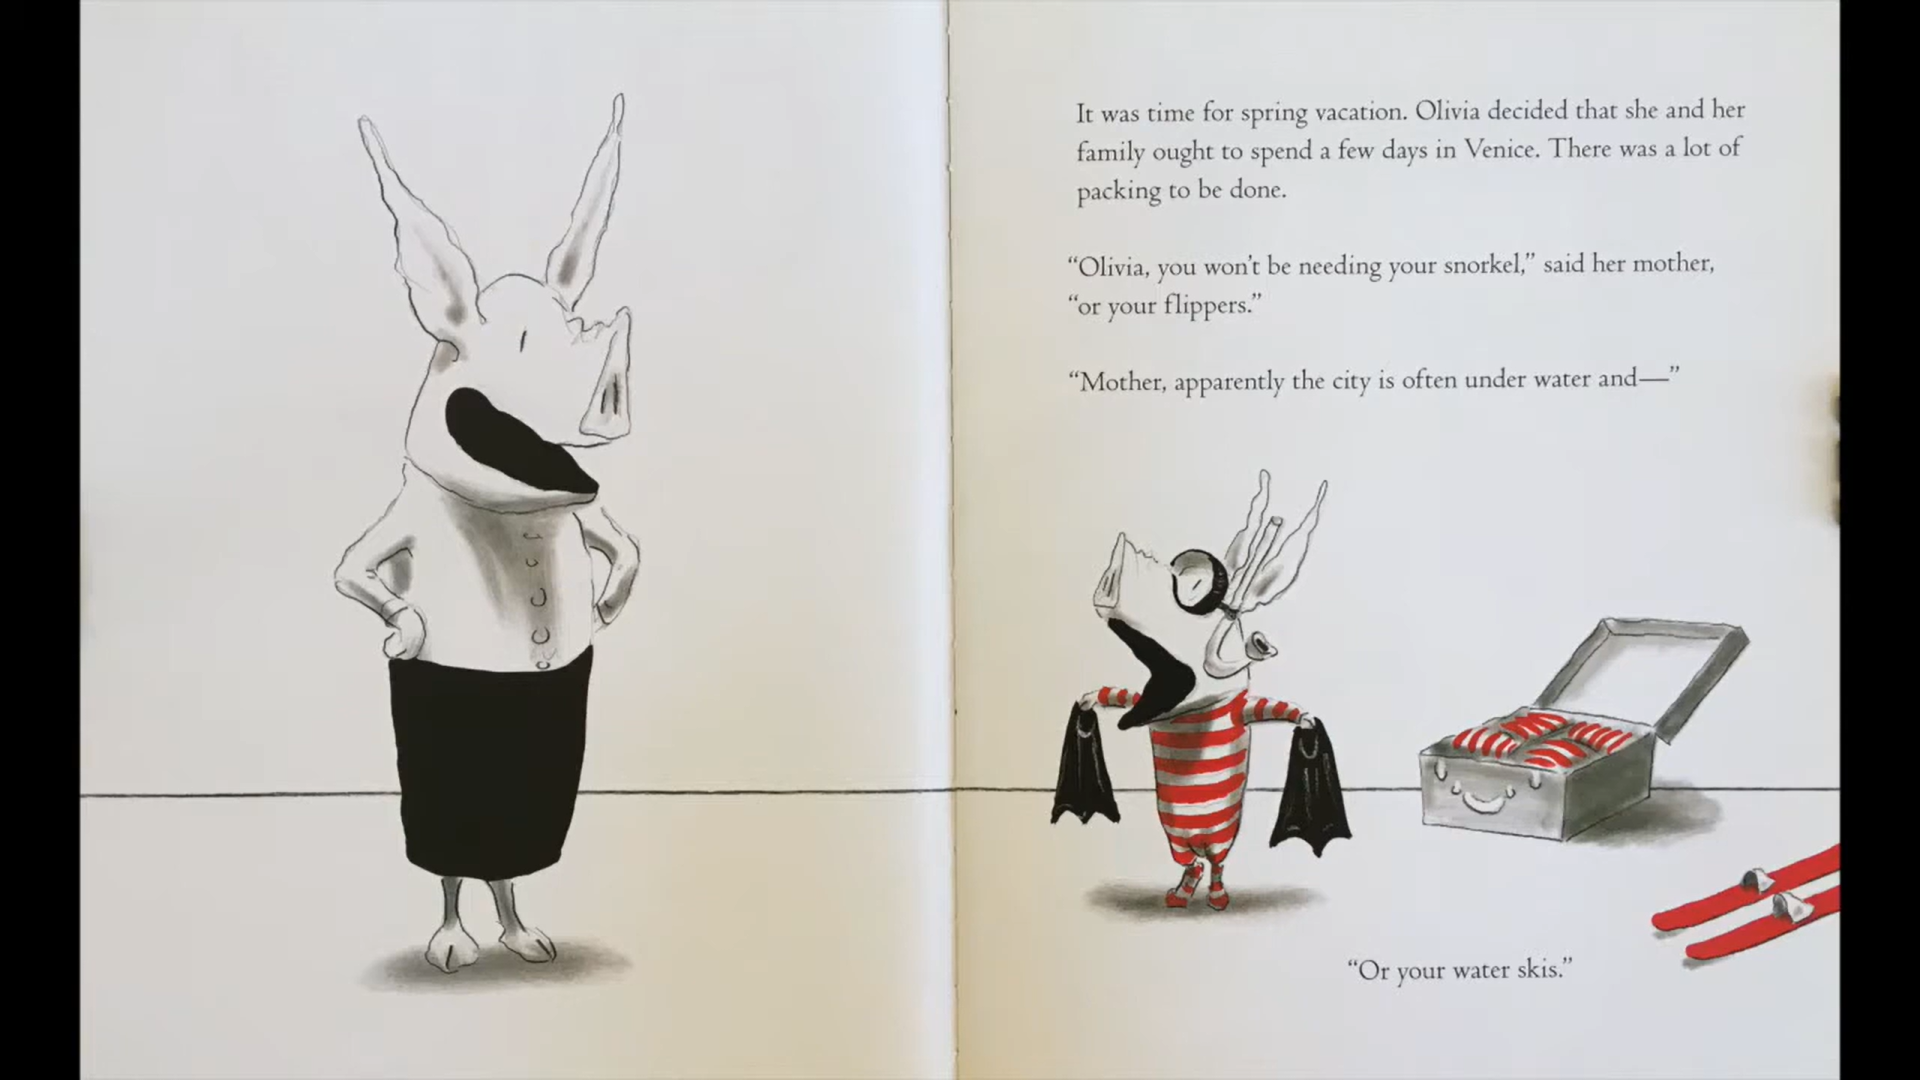 It was time for spring vacation. Olivia decided that she and her
family ought to spend a few days in Venice. There was a lot of
packing to be done.
“Olivia, you won’t be needing your snorkel,” said her mother,
“or your flippers.”
“Mother, apparently the city is often under water and—”
“Or your water skis.”